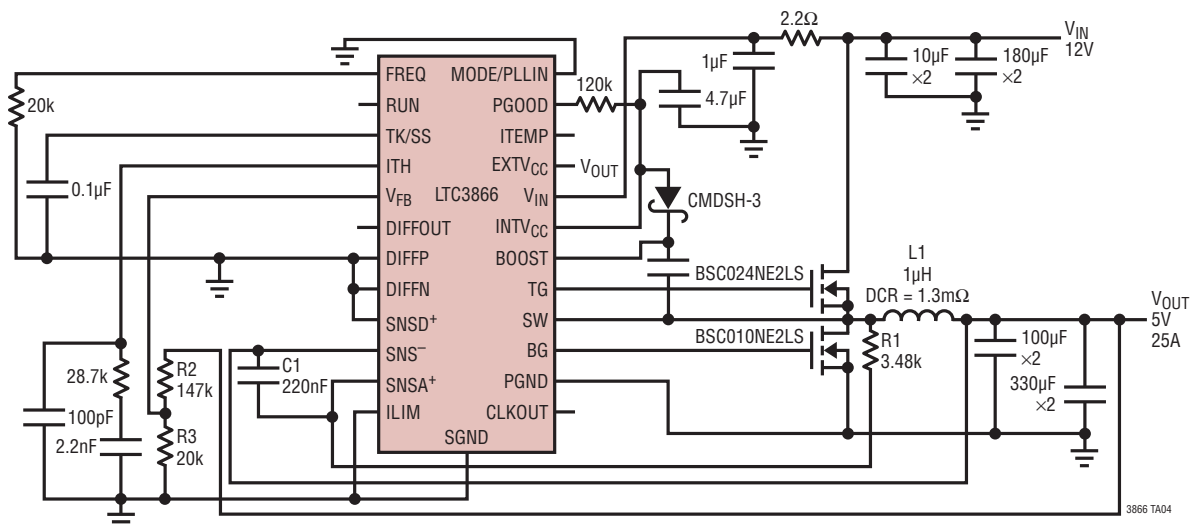 2.2Ω
VIN
12V
1µF
10µF
×2
180µF
×2
20k
FREQ
MODE/PLLIN
120k
RUN
PGOOD
4.7µF
TK/SS
ITEMP
ITH
EXTVCC
VOUT
0.1µF
VFB
LTC3866
VIN
CMDSH-3
DIFFOUT
INTVCC
DIFFP
BOOST
BSC024NE2LS
L1
1µH
DCR = 1.3mΩ
DIFFN
TG
SNSD+
SW
VOUT
5V
25A
BSC010NE2LS
R1
3.48k
100µF
×2
SNS–
BG
C1
220nF
28.7k
R2
147k
SNSA+
PGND
330µF
×2
ILIM
CLKOUT
100pF
2.2nF
R3
20k
SGND
3866 TA04